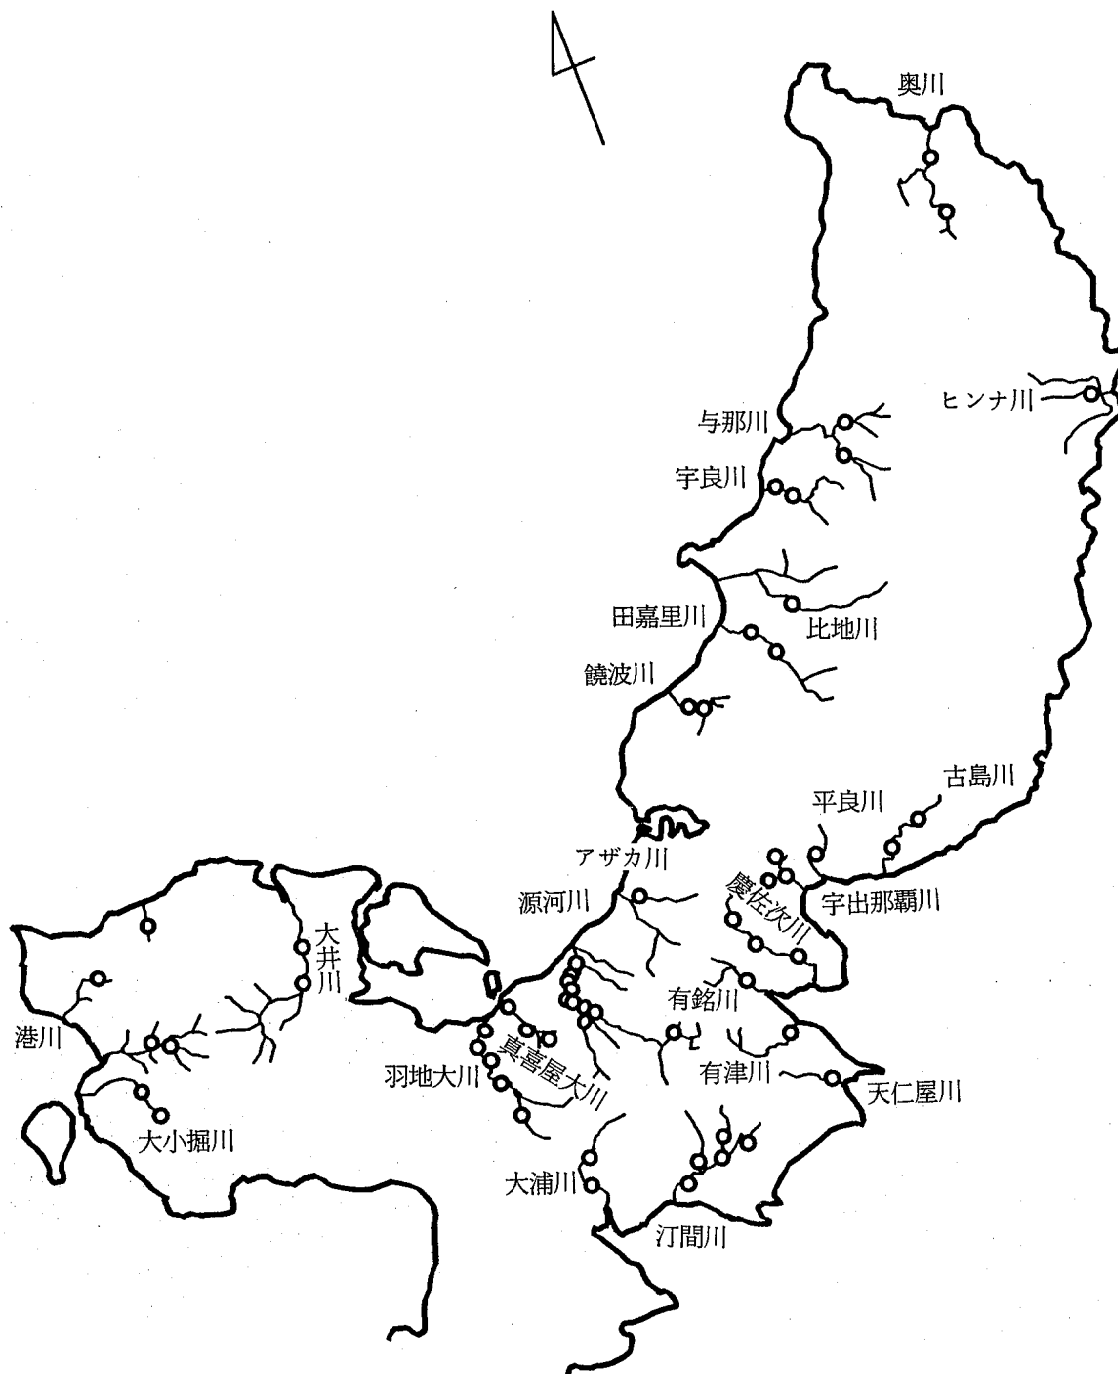 奥川
ヒンナ川
与那川
宇良川
田嘉里川
比地川
饒波川
古島川
平良川
アザカ川
慶佐次川
宇出那覇川
源河川
大井川
有銘川
港川
真喜屋大川
羽地大川
有津川
天仁屋川
大小掘川
大浦川
汀間川